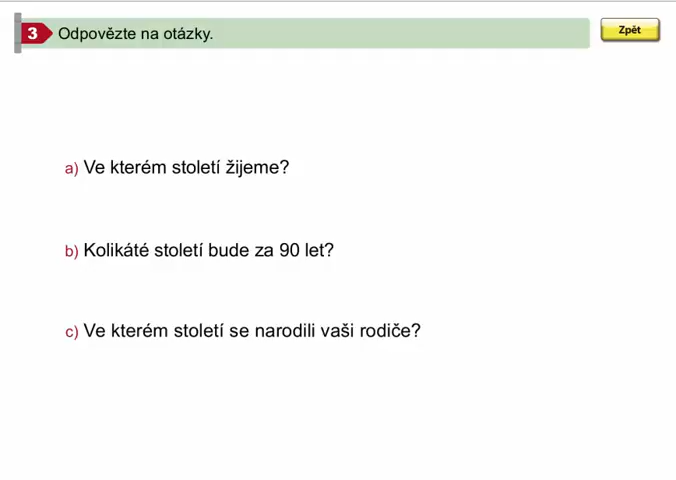 3 Odpovězte na otázky. Zpět
a) Ve kterém století žijeme?
b) Kolikáté století bude za 90 let?
c) Ve kterém století se narodili vaši rodiče?